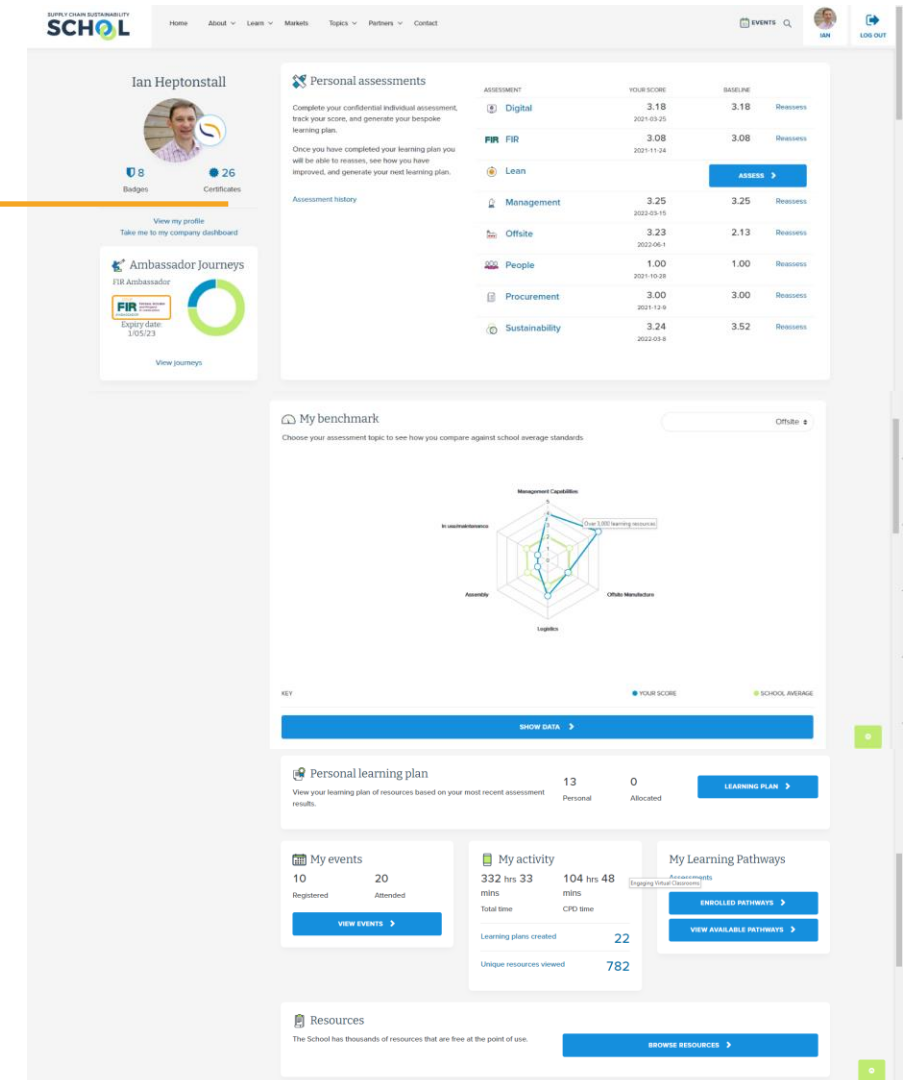 SUPPLY CHAIN SUSTAINABILITY
SCHOOL
Home About Learn Markets Topics Partners Contact
EVENTS
IAN
LOG OUT
Ian Heptonstall
8 26
Badges Certificates
View my profile
Take me to my company dashboard
Ambassador Journeys
FIR Ambassador
FIR
Expiry date:
1/05/23
View journeys
Personal assessments
Complete your confidential individual assessment,
track your score, and generate your bespoke
learning plan.
Once you have completed your learning plan you
will be able to reasses, see how you have
improved, and generate your next learning plan.
Assessment history
ASSESSMENT YOUR SCORE BASELINE
Digital 3.18 3.18 Reassess
2021-03-25
FIR FIR 3.08 3.08 Reassess
2021-11-24
Lean ASSESS
Management 3.25 3.25 Reassess
2022-03-15
Offsite 3.23 2.13 Reassess
2022-06-1
People 1.00 1.00 Reassess
2021-10-28
Procurement 3.00 3.00 Reassess
2021-12-9
Sustainability 3.24 3.52 Reassess
2022-03-8
My benchmark
Offsite
Choose your assessment topic to see how you compare against school average standards.
Management Capabilities
5
4
3
2
1
0
Over 3,000 learning resources
In use/maintenance
Assembly
Offsite Manufacture
Logistics
KEY YOUR SCORE SCHOOL AVERAGE
SHOW DATA
Personal learning plan
View your learning plan of resources based on your most recent assessment
results.
13 0
Personal Allocated
LEARNING PLAN
My events
10 20
Registered Attended
VIEW EVENTS
My activity
332 hrs 33 104 hrs 48
mins mins
Total time CPD time
Learning plans created 22
Unique resources viewed 782
My Learning Pathways
Assessments
Engaging Virtual Classrooms
ENROLLED PATHWAYS
VIEW AVAILABLE PATHWAYS
Resources
The School has thousands of resources that are free at the point of use.
BROWSE RESOURCES